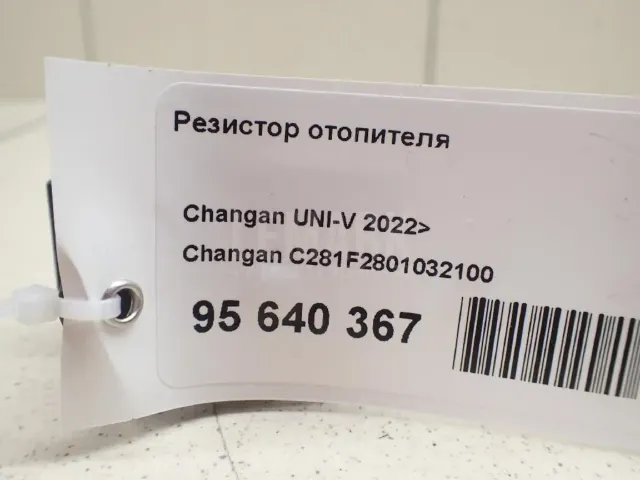 Резистор отопителя
Changan UNI-V 2022>
Changan C281F2801032100
95 640 367